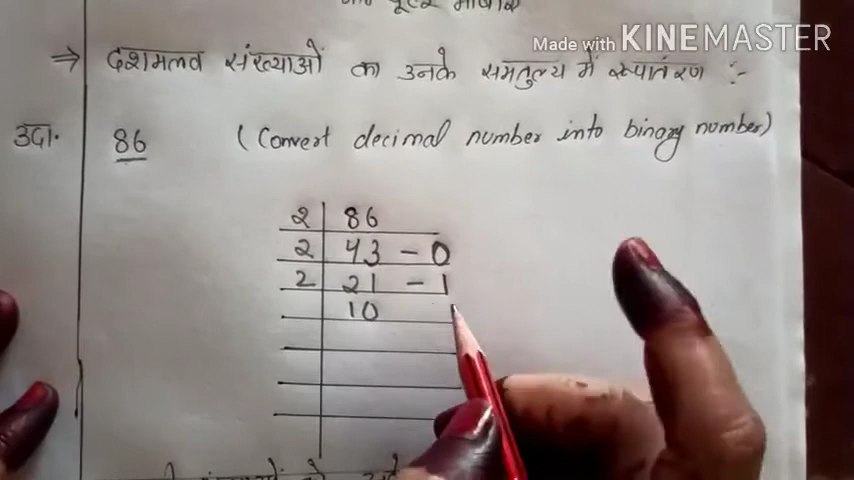 Made with KINEMASTER
⇒ दशमलव संख्याओं का उनके समतुल्य में रूपांतरण :-
उदा. 86 (Convert decimal number into binary number)
2 | 86
2 | 43 - 0
2 | 21 - 1
10